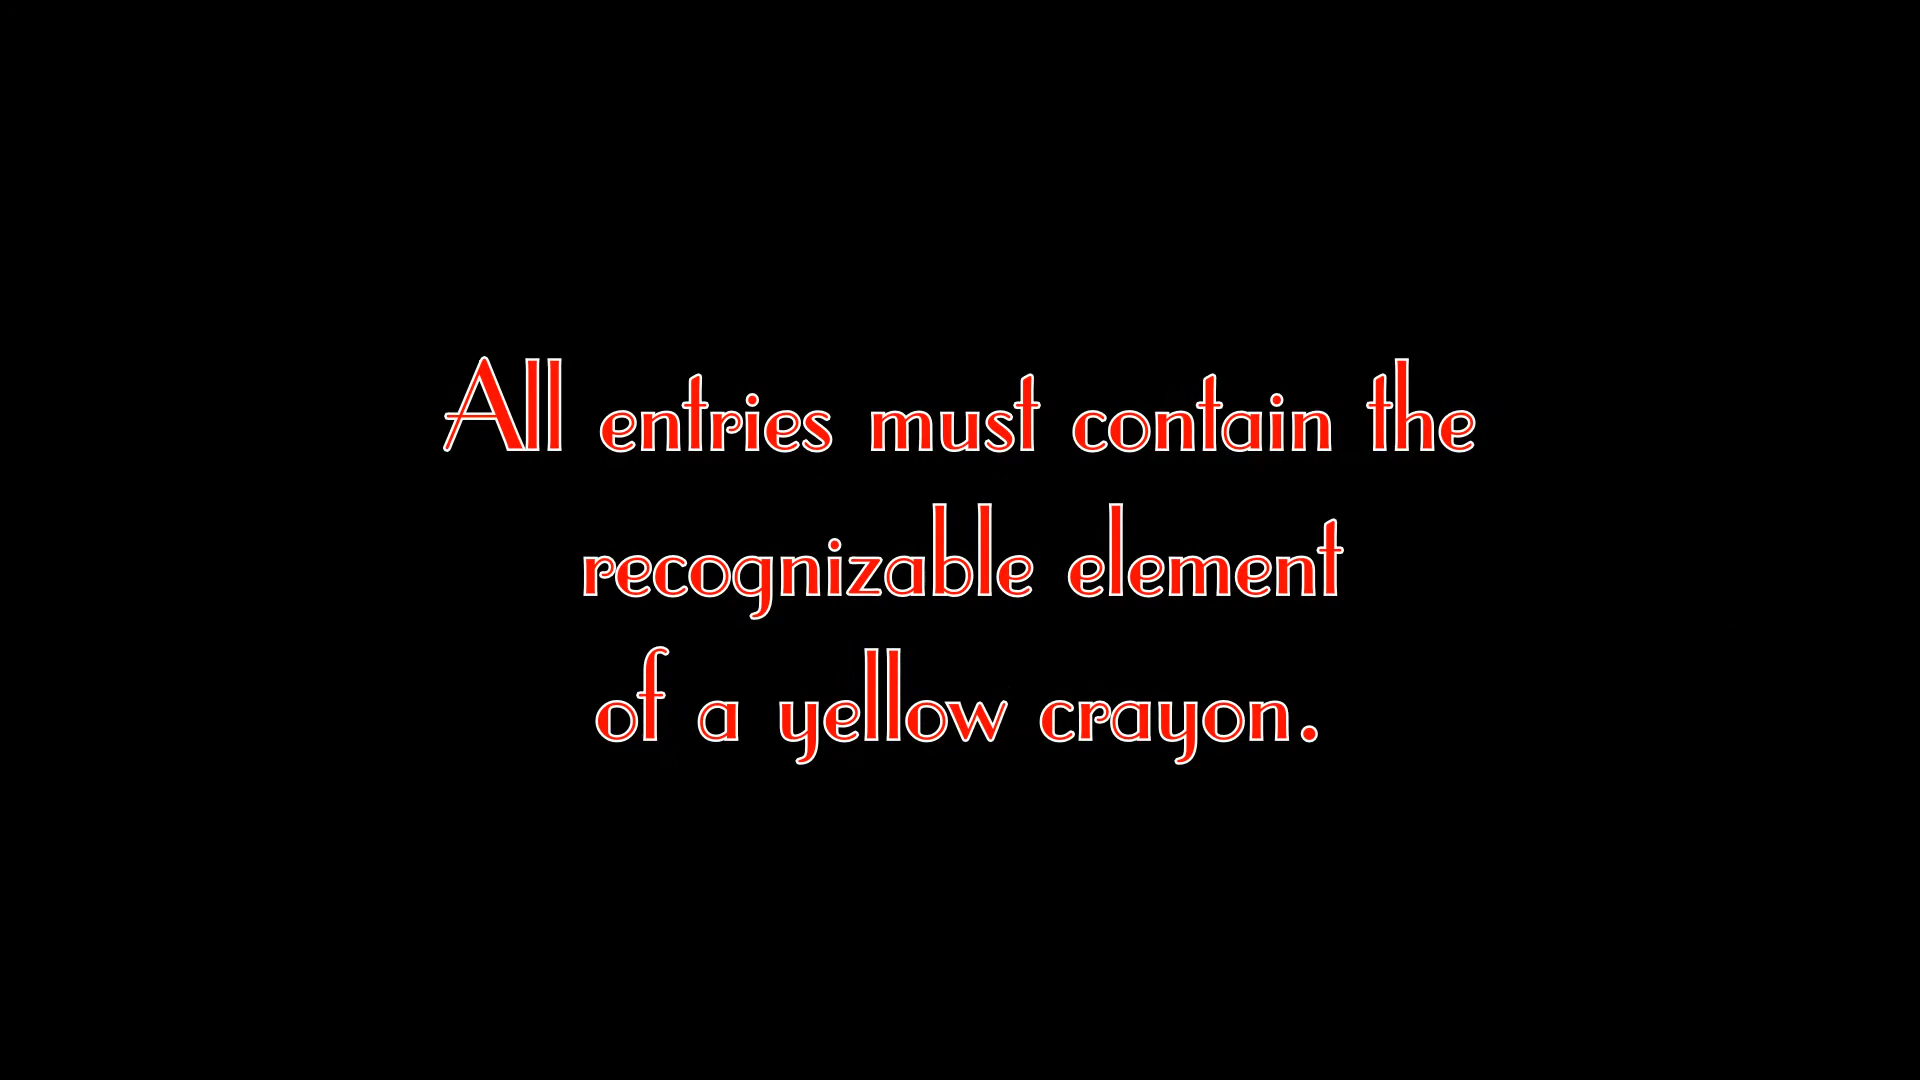 All entries must contain the
recognizable element
of a yellow crayon.